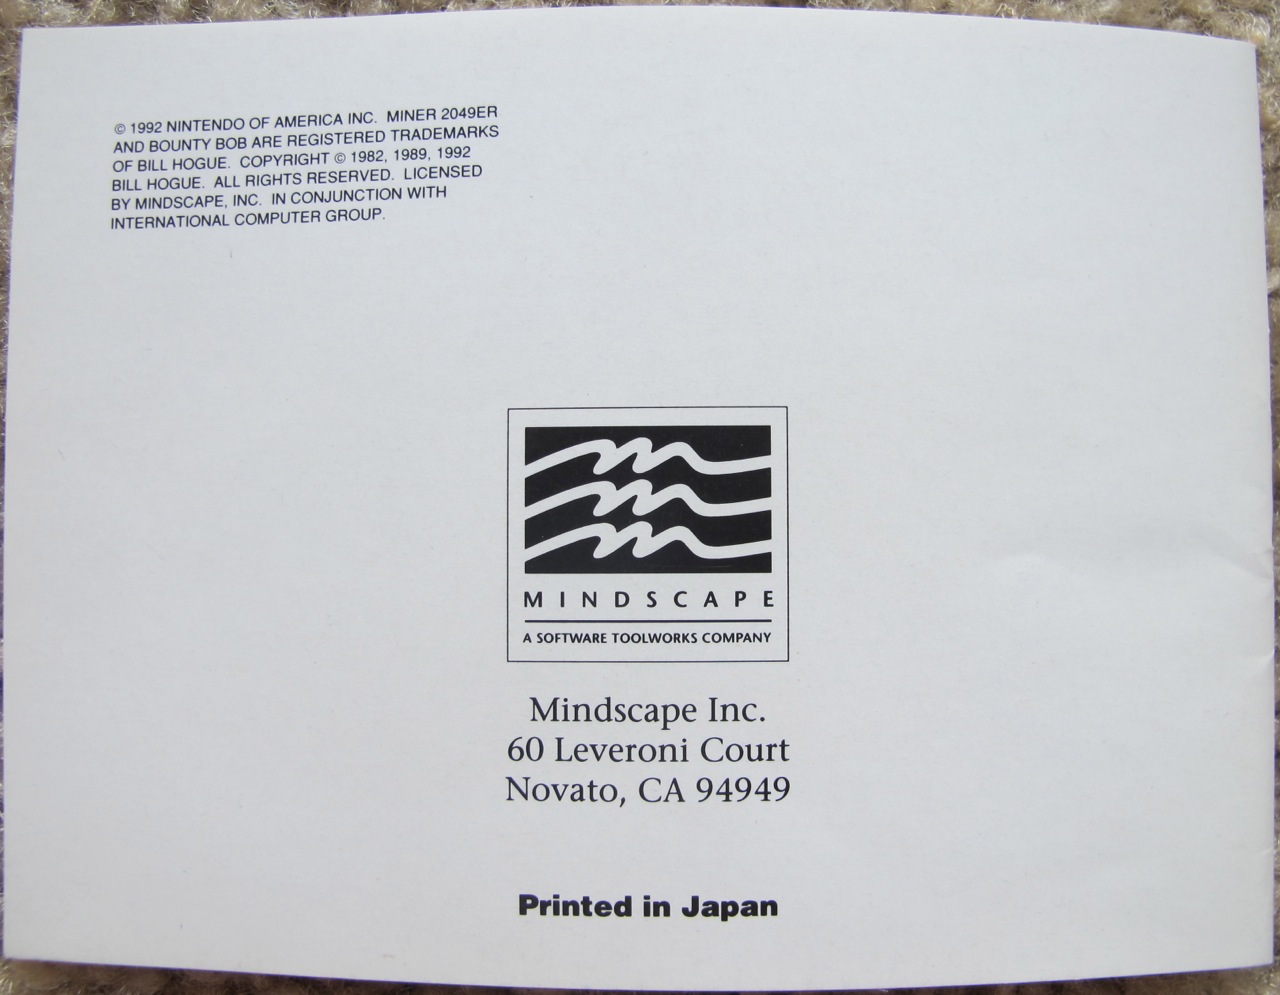 © 1992 NINTENDO OF AMERICA INC. MINER 2049ER
AND BOUNTY BOB ARE REGISTERED TRADEMARKS
OF BILL HOGUE. COPYRIGHT © 1982, 1989, 1992
BILL HOGUE. ALL RIGHTS RESERVED. LICENSED
BY MINDSCAPE, INC. IN CONJUNCTION WITH
INTERNATIONAL COMPUTER GROUP.
MINDSCAPE
A SOFTWARE TOOLWORKS COMPANY
Mindscape Inc.
60 Leveroni Court
Novato, CA 94949
Printed in Japan